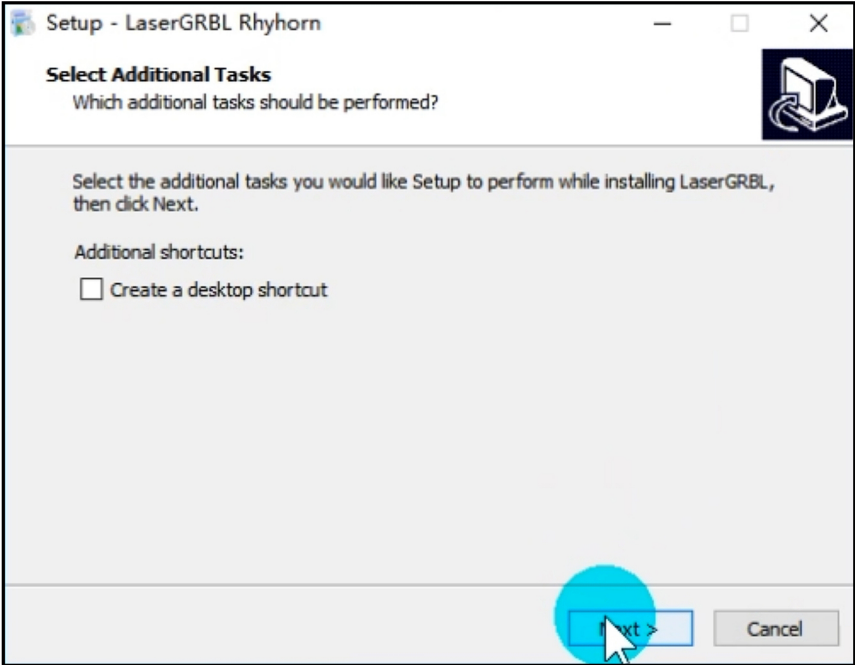 Setup - LaserGRBL Rhyhorn
Select Additional Tasks
Which additional tasks should be performed?
Select the additional tasks you would like Setup to perform while installing LaserGRBL,
then click Next.
Additional shortcuts:
Create a desktop shortcut
Next >
Cancel